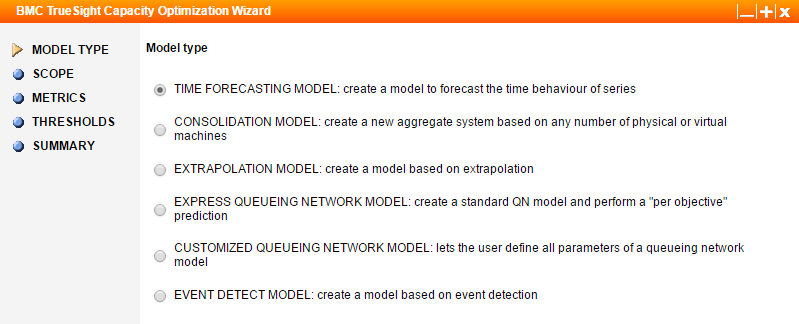 BMC TrueSight Capacity Optimization Wizard
MODEL TYPE
SCOPE
METRICS
THRESHOLDS
SUMMARY
Model type
TIME FORECASTING MODEL: create a model to forecast the time behaviour of series
CONSOLIDATION MODEL: create a new aggregate system based on any number of physical or virtual
machines
EXTRAPOLATION MODEL: create a model based on extrapolation
EXPRESS QUEUEING NETWORK MODEL: create a standard QN model and perform a "per objective"
prediction
CUSTOMIZED QUEUEING NETWORK MODEL: lets the user define all parameters of a queueing network
model
EVENT DETECT MODEL: create a model based on event detection